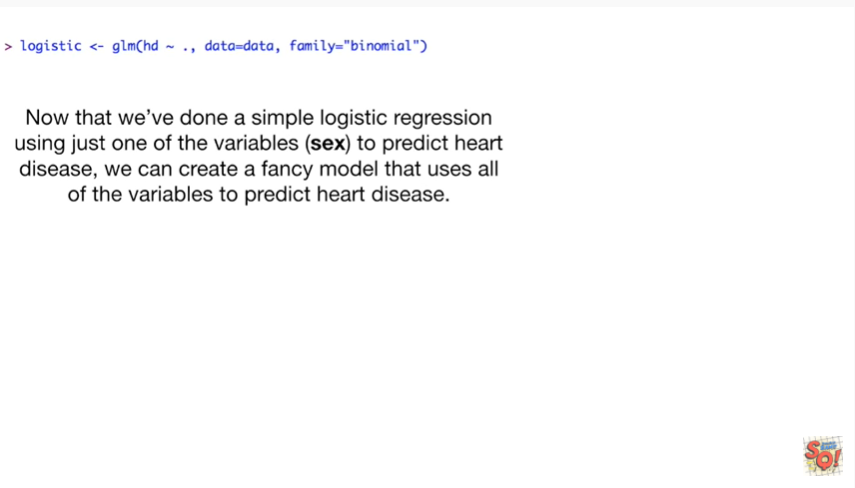 > logistic <- glm(hd ~ ., data=data, family="binomial")
Now that we've done a simple logistic regression
using just one of the variables (sex) to predict heart
disease, we can create a fancy model that uses all
of the variables to predict heart disease.
SQ!